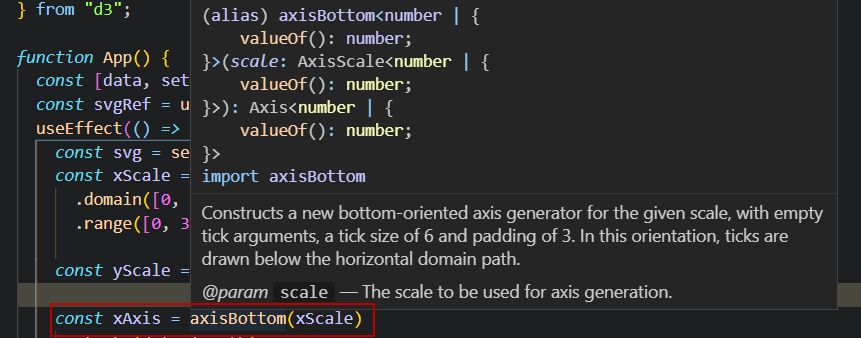 } from "d3";
function App() {
const [data, set
const svgRef = u
useEffect(() =>
const svg = se
const xScale =
.domain([0,
.range([0, 3
const yScale =
const xAxis = axisBottom(xScale)
(alias) axisBottom<number | {
valueOf(): number;
}>(scale: AxisScale<number | {
valueOf(): number;
}>): Axis<number | {
valueOf(): number;
}>
import axisBottom
Constructs a new bottom-oriented axis generator for the given scale, with empty
tick arguments, a tick size of 6 and padding of 3. In this orientation, ticks are
drawn below the horizontal domain path.
@param scale — The scale to be used for axis generation.